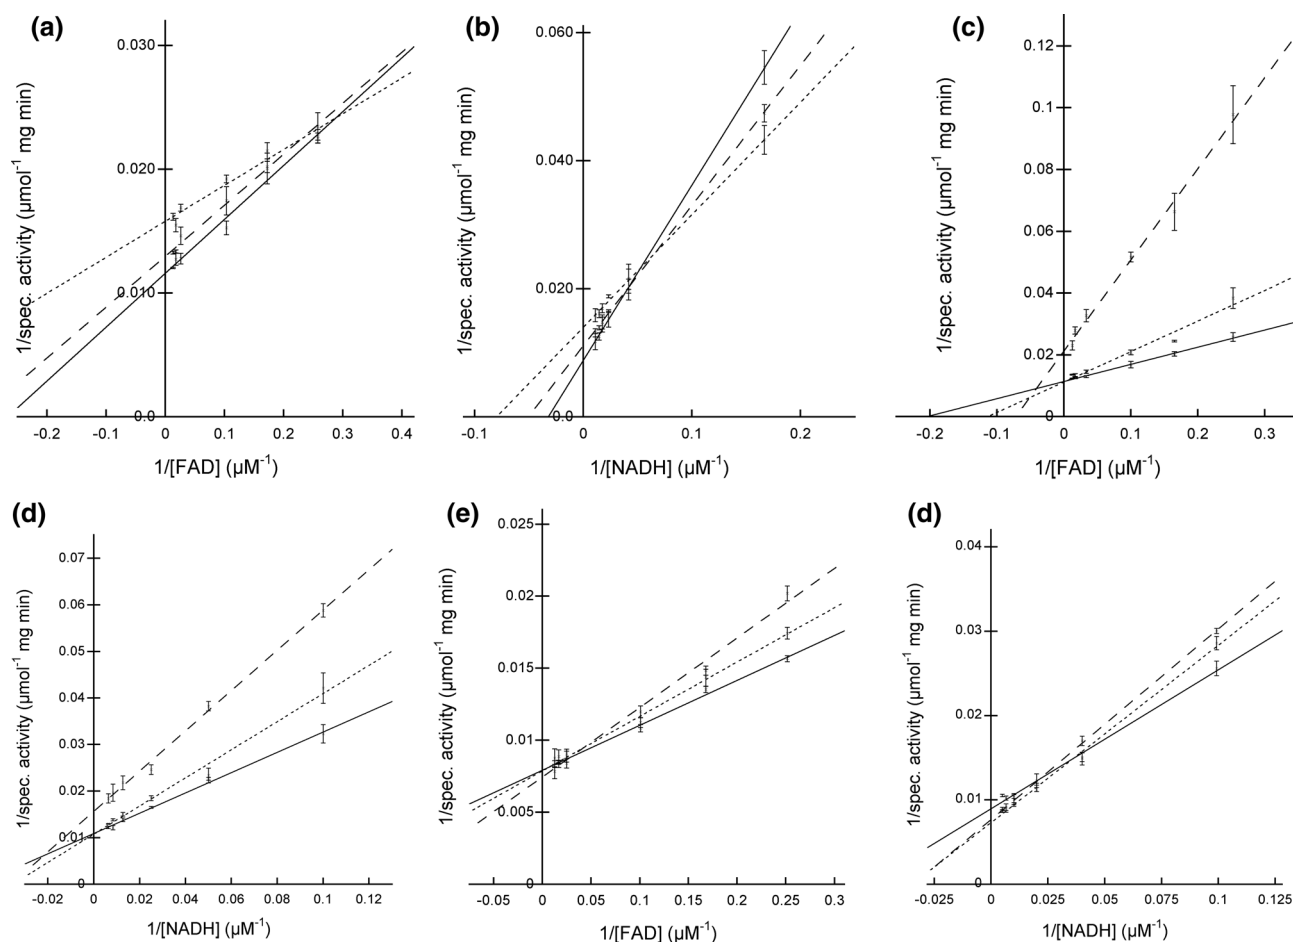 (a)
1/spec. activity (µmol⁻¹ mg min)
0.030
0.020
0.010
0.0
-0.2 -0.1 0 0.1 0.2 0.3 0.4
1/[FAD] (µM⁻¹)
(b)
1/spec. activity (µmol⁻¹ mg min)
0.060
0.040
0.020
0.0
-0.1 0 0.1 0.2
1/[NADH] (µM⁻¹)
(c)
1/spec. activity (µmol⁻¹ mg min)
0.12
0.1
0.08
0.06
0.04
0.02
0
-0.2 -0.1 0 0.1 0.2 0.3
1/[FAD] (µM⁻¹)
(d)
1/spec. activity (µmol⁻¹ mg min)
0.07
0.06
0.05
0.04
0.03
0.02
0.01
0
-0.02 0 0.02 0.04 0.06 0.08 0.1 0.12
1/[NADH] (µM⁻¹)
(e)
1/spec. activity (µmol⁻¹ mg min)
0.025
0.02
0.015
0.01
0.005
0
-0.05 0 0.05 0.1 0.15 0.2 0.25 0.3
1/[FAD] (µM⁻¹)
(d)
1/spec. activity (µmol⁻¹ mg min)
0.04
0.03
0.02
0.01
0
-0.025 0 0.025 0.05 0.075 0.1 0.125
1/[NADH] (µM⁻¹)